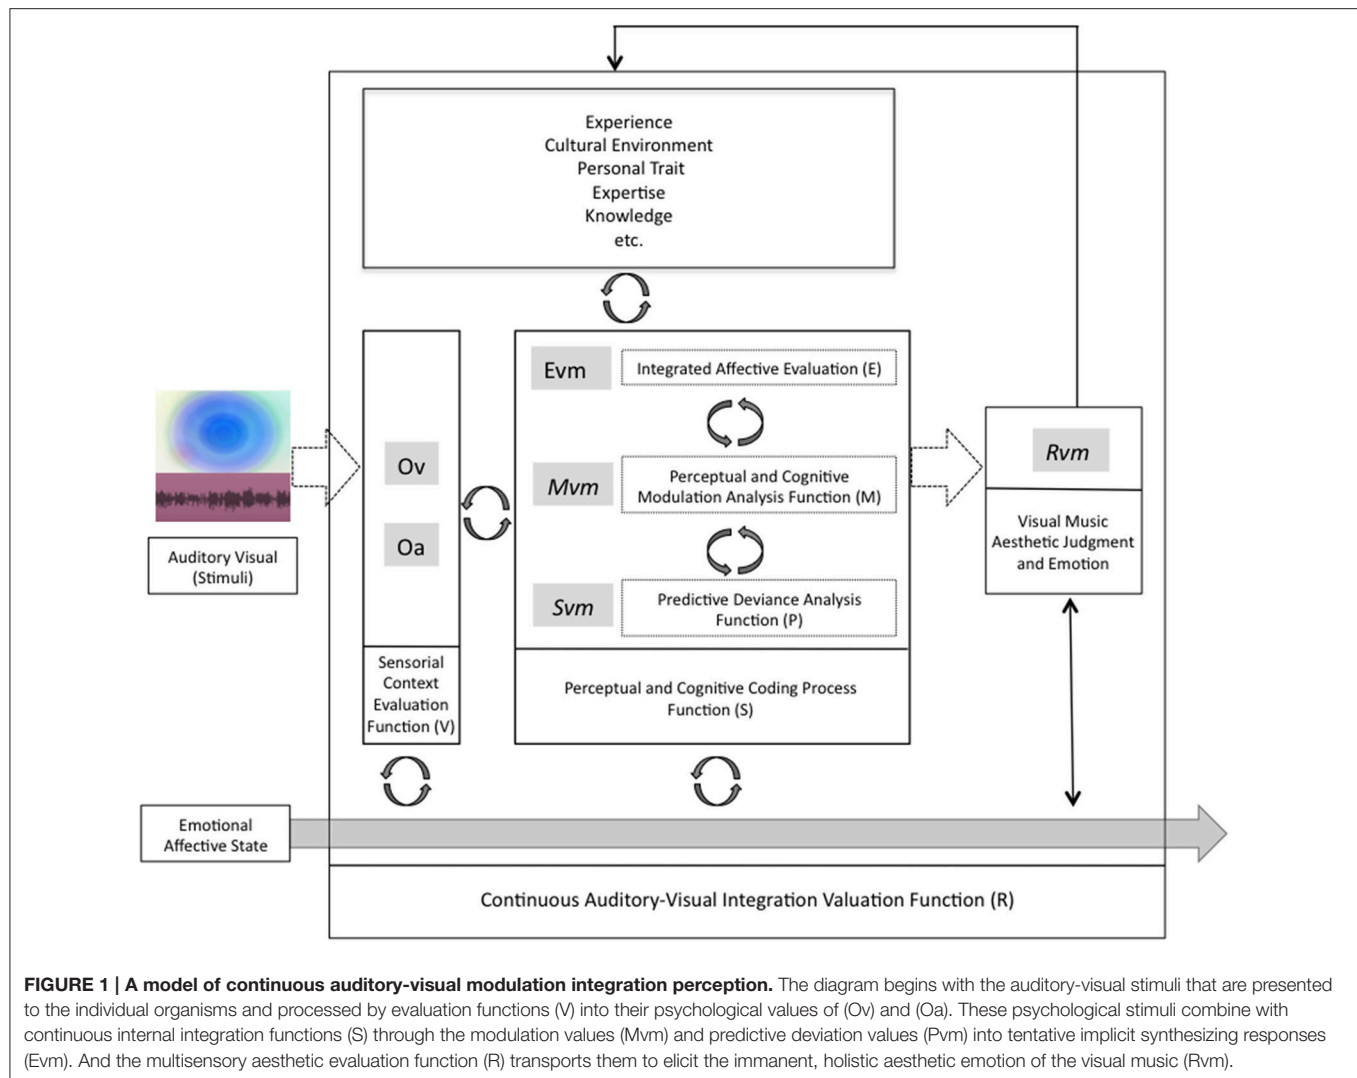 Experience
Cultural Environment
Personal Trait
Expertise
Knowledge
etc.
Auditory Visual
(Stimuli)
Ov
Oa
Sensorial
Context
Evaluation
Function (V)
Evm
Integrated Affective Evaluation (E)
Mvm
Perceptual and Cognitive
Modulation Analysis Function (M)
Svm
Predictive Deviance Analysis
Function (P)
Perceptual and Cognitive Coding Process
Function (S)
Rvm
Visual Music
Aesthetic Judgment
and Emotion
Emotional
Affective State
Continuous Auditory-Visual Integration Valuation Function (R)
FIGURE 1 | A model of continuous auditory-visual modulation integration perception. The diagram begins with the auditory-visual stimuli that are presented
to the individual organisms and processed by evaluation functions (V) into their psychological values of (Ov) and (Oa). These psychological stimuli combine with
continuous internal integration functions (S) through the modulation values (Mvm) and predictive deviation values (Pvm) into tentative implicit synthesizing responses
(Evm). And the multisensory aesthetic evaluation function (R) transports them to elicit the immanent, holistic aesthetic emotion of the visual music (Rvm).